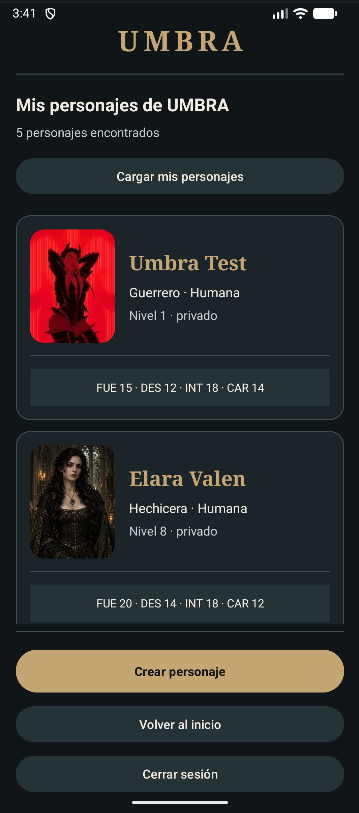 3:41
UMBRA
Mis personajes de UMBRA
5 personajes encontrados
Cargar mis personajes
Umbra Test
Guerrero · Humana
Nivel 1 · privado
FUE 15 · DES 12 · INT 18 · CAR 14
Elara Valen
Hechicera · Humana
Nivel 8 · privado
FUE 20 · DES 14 · INT 18 · CAR 12
Crear personaje
Volver al inicio
Cerrar sesión